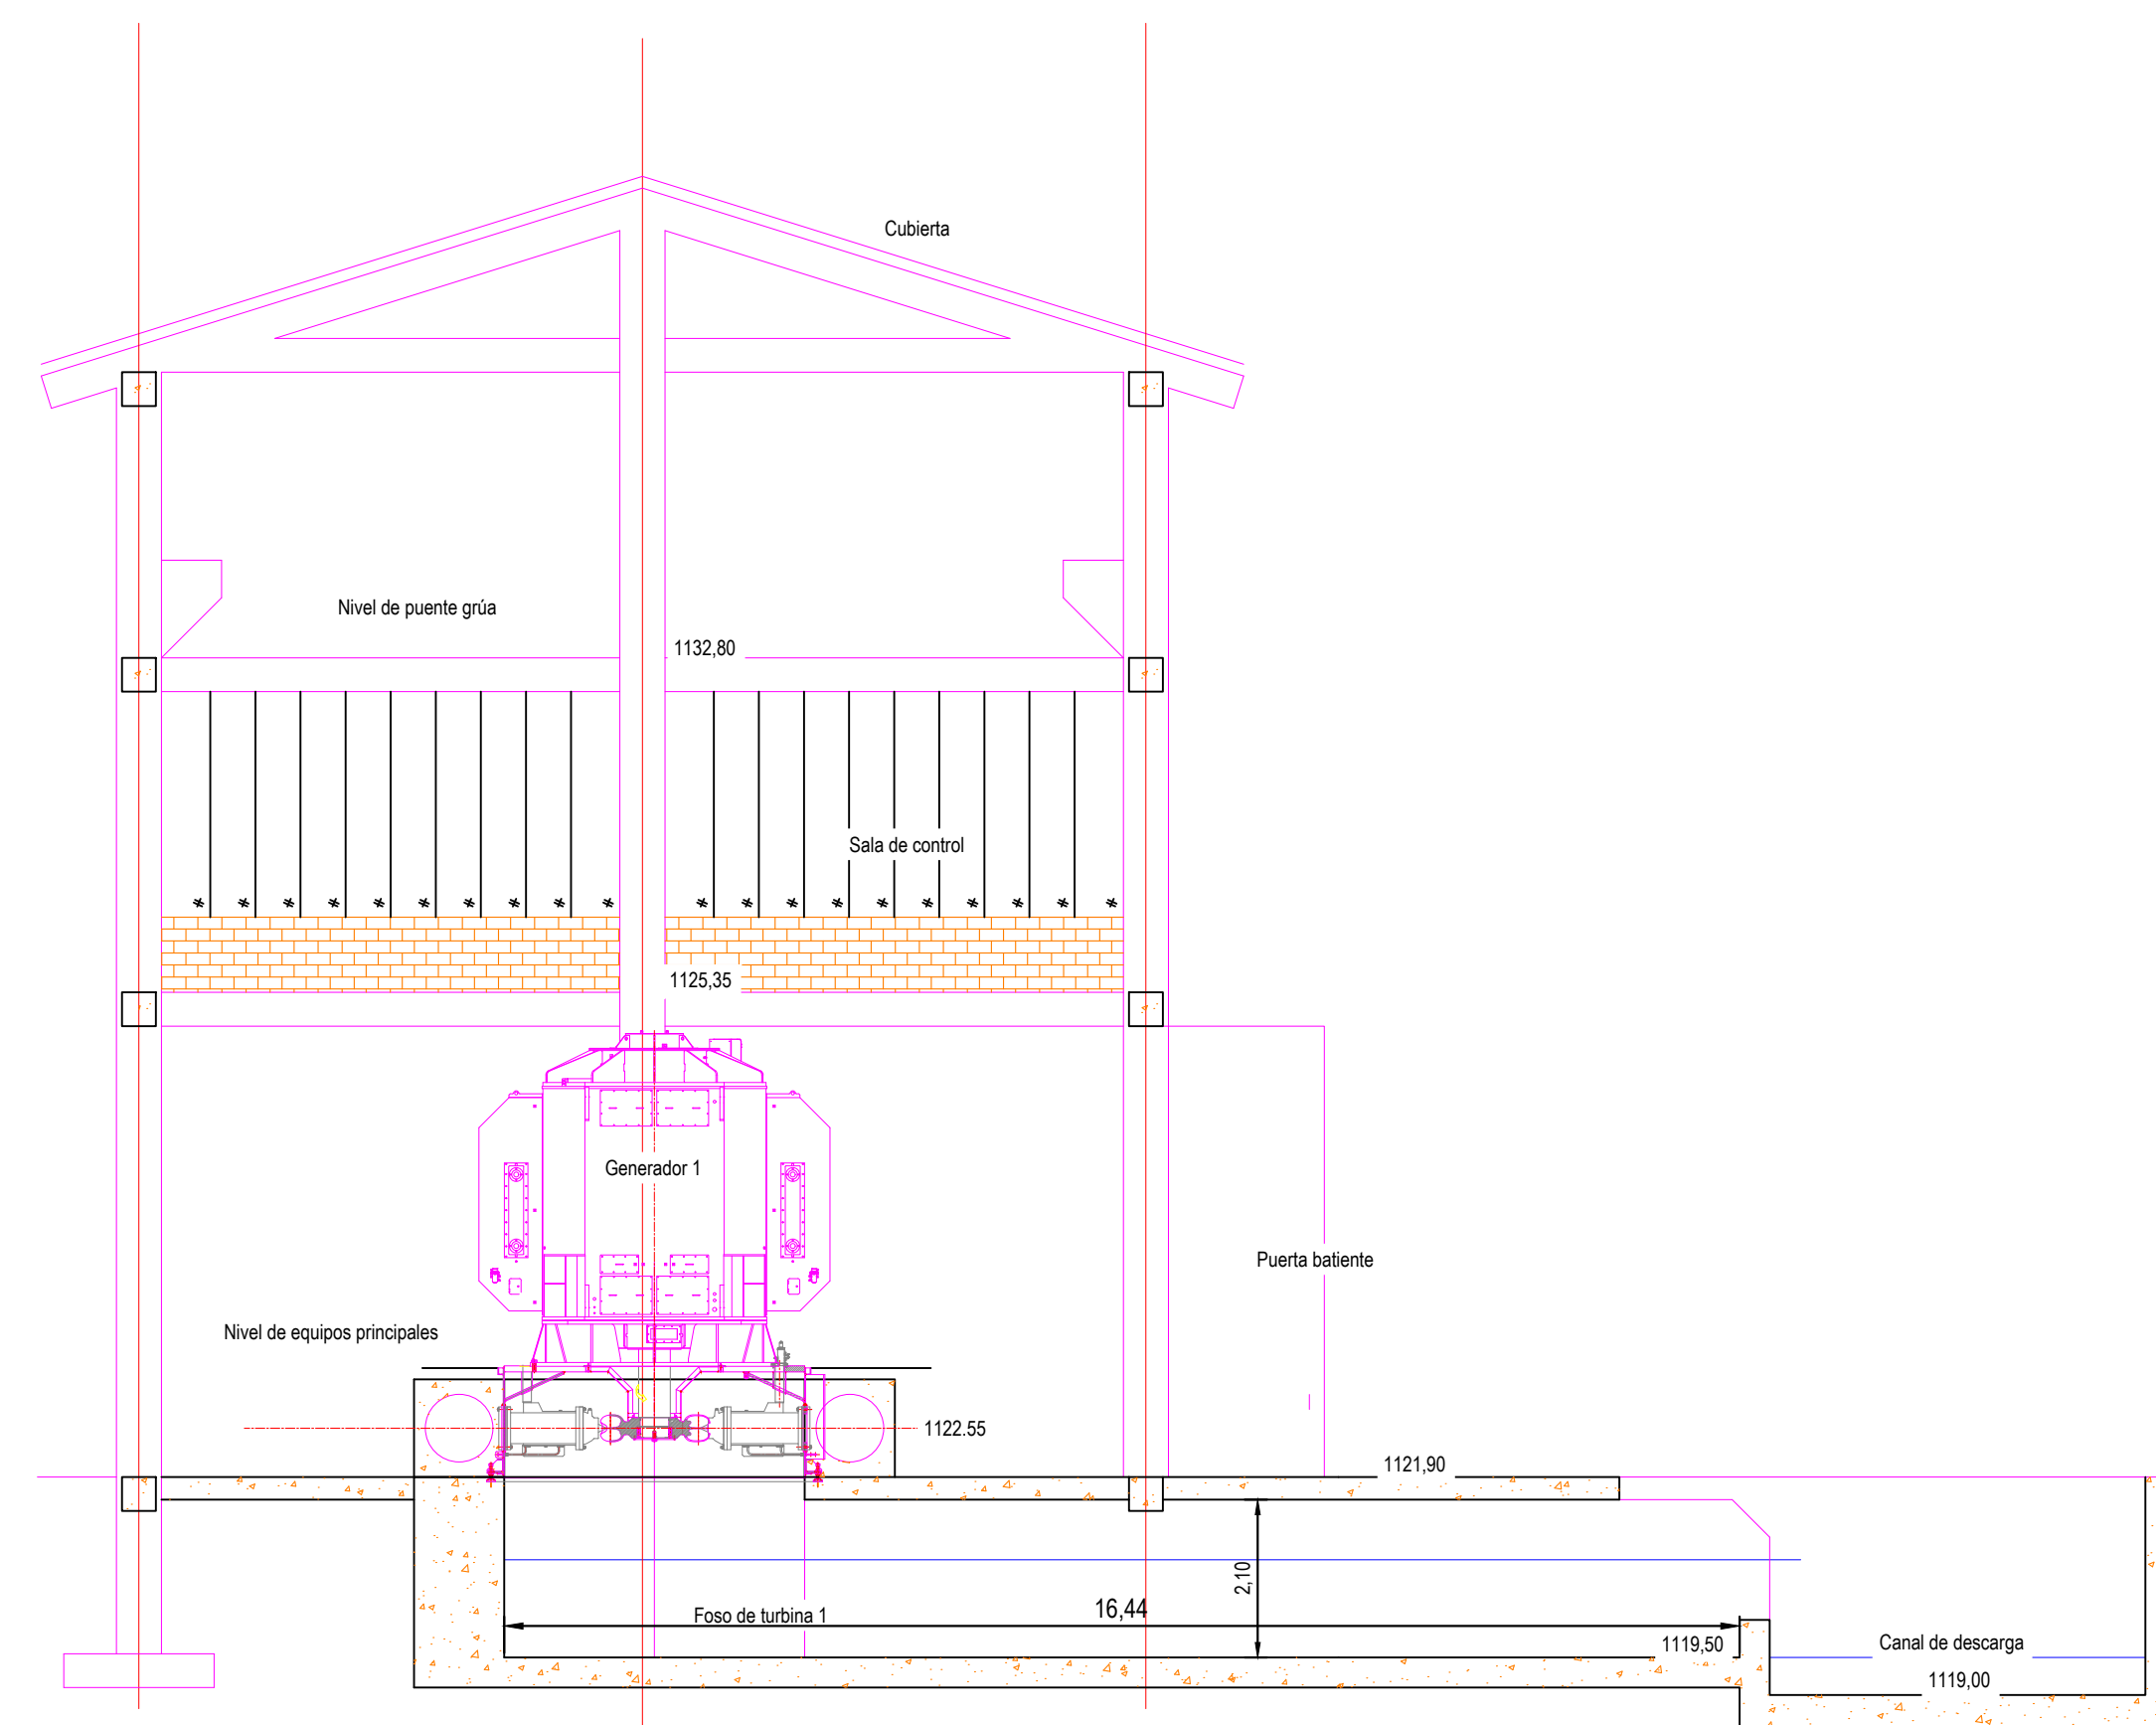 Cubierta
Nivel de puente grúa
1132,80
Sala de control
1125,35
Generador 1
Puerta batiente
Nivel de equipos principales
1122.55
1121,90
2,10
Foso de turbina 1
16,44
1119,50
Canal de descarga
1119,00